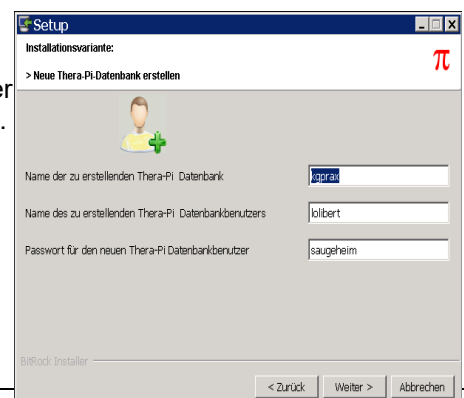 Setup
Installationsvariante:
> Neue Thera-Pi-Datenbank erstellen
π
er
.
Name der zu erstellenden Thera-Pi Datenbank
kgprax
Name des zu erstellenden Thera-Pi Datenbankbenutzers
lolibert
Passwort für den neuen Thera-Pi Datenbankbenutzer
saugeheim
BitRock Installer
< Zurück
Weiter >
Abbrechen